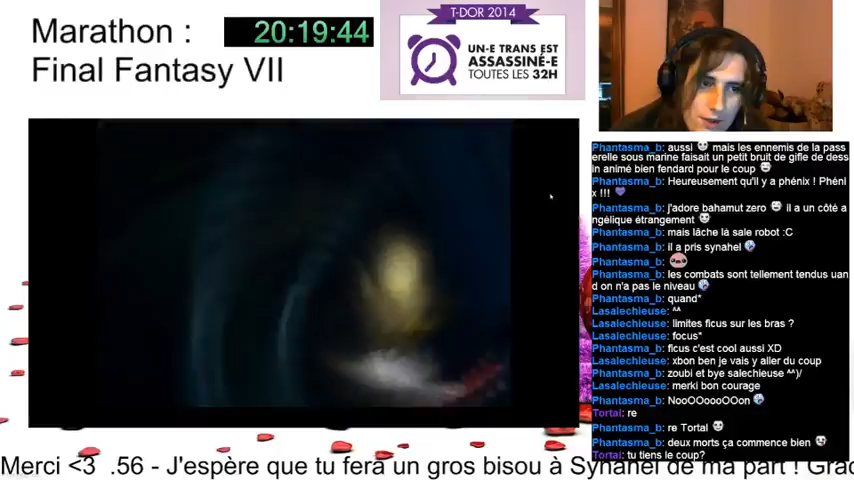 Marathon :
Final Fantasy VII
20:19:44
T-DOR 2014
UN-E TRANS EST
ASSASSINÉ-E
TOUTES LES 32H
Phantasma_b: aussi mais les ennemis de la pass
erelle sous marine faisait un petit bruit de gifle de dess
in animé bien fendard pour le coup
Phantasma_b: Heureusement qu'il y a phénix ! Phéni
x !!!
Phantasma_b: j'adore bahamut zero il a un côté a
ngélique étrangement
Phantasma_b: mais lâche là sale robot :C
Phantasma_b: il a pris synahel
Phantasma_b:
Phantasma_b: les combats sont tellement tendus uan
d on n'a pas le niveau
Phantasma_b: quand*
Lasalechieuse: ^^
Lasalechieuse: llimites ficus sur les bras ?
Lasalechieuse: focus*
Phantasma_b: ficus c'est cool aussi XD
Lasalechieuse: xbon ben je vais y aller du coup
Phantasma_b: zoubi et bye salechieuse ^^)/
Lasalechieuse: merki bon courage
Phantasma_b: NooOOoooOOon
Tortai: re
Phantasma_b: re Tortai
Phantasma_b: deux morts ça commence bien
Tortai: tu tiens le coup?
Merci <3 .56 - J'espère que tu fera un gros bisou à Synahel de ma part ! Grac